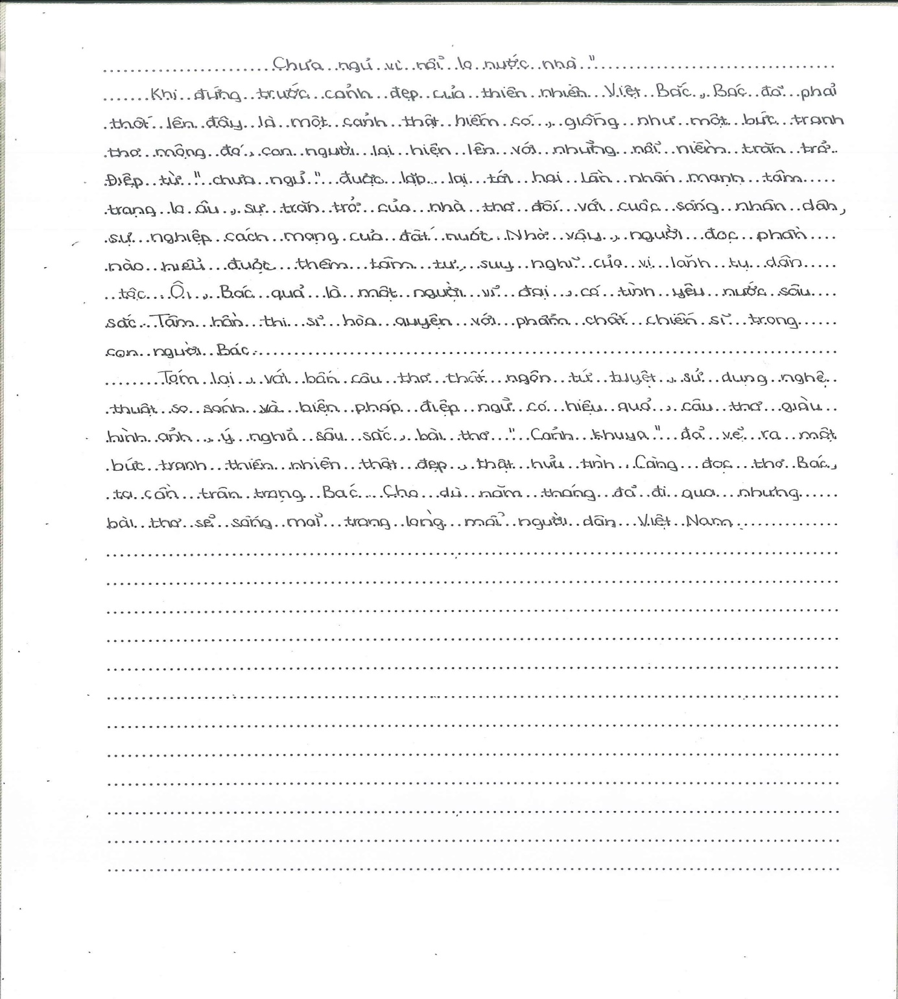 Chưa ngủ vì nổi lo nước nhà."
Khi đứng trước cảnh đẹp của thiên nhiên Việt Bắc, Bác đã phải
thốt lên đây là một cảnh thật hiếm có, giống như một bức tranh
thơ mộng đó, con người lại hiện lên với những nổi niềm trăn trở.
Điệp từ "chưa ngủ" được lặp lại tới hai lần nhấn mạnh tâm
trạng lo âu, sự trăn trở của nhà thơ đối với cuộc sống nhân dân,
sự nghiệp cách mạng của đất nước. Nhờ vậy, người đọc phần
nào hiểu được thêm tâm tư, suy nghĩ của vị lãnh tụ dân
tộc. Ôi, Bác quả là một người vĩ đại, có tình yêu nước sâu
sắc. Tâm hồn thi sĩ hòa quyện với phẩm chất chiến sĩ trong
con người Bác.
Tóm lại, với bốn câu thơ thất ngôn tứ tuyệt, sử dụng nghệ
thuật so sánh và biện pháp điệp ngữ có hiệu quả, câu thơ giàu
hình ảnh, ý nghĩa sâu sắc, bài thơ "Cảnh khuya" đã vẽ ra một
bức tranh thiên nhiên thật đẹp, thật hữu tình. Càng đọc thơ Bác,
ta cần trân trọng Bác. Cho dù năm tháng đã đi qua nhưng
bài thơ sẽ sống mãi trong lòng mỗi người dân Việt Nam.